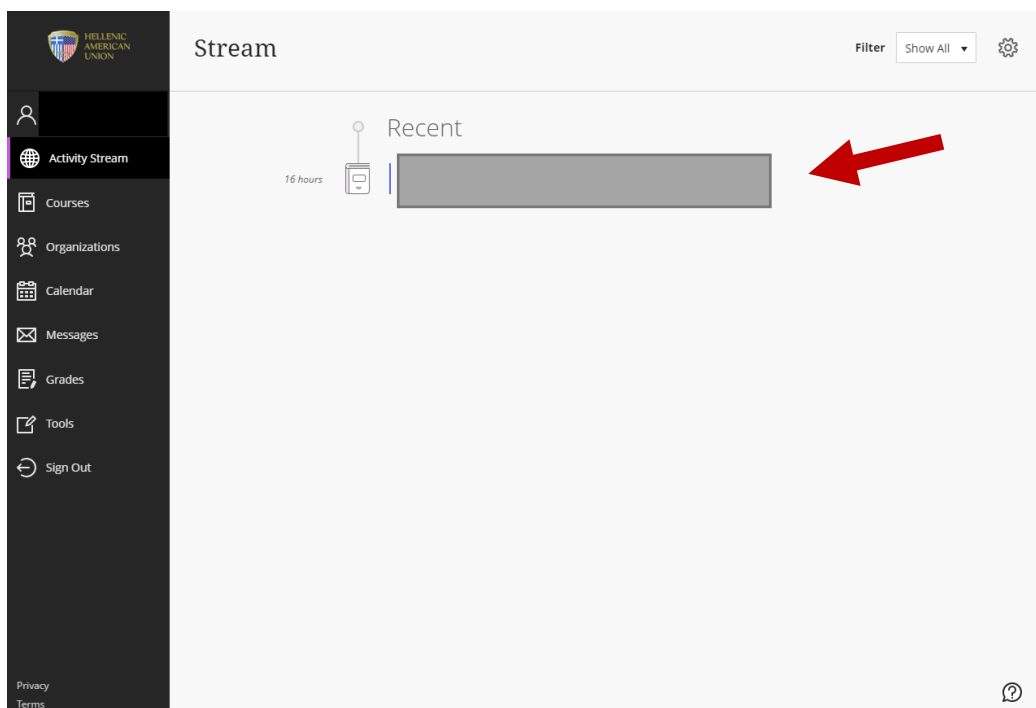 HELLENIC
AMERICAN
UNION
Stream
Filter
Show All
Activity Stream
Courses
Organizations
Calendar
Messages
Grades
Tools
Sign Out
Recent
16 hours
Privacy
Terms